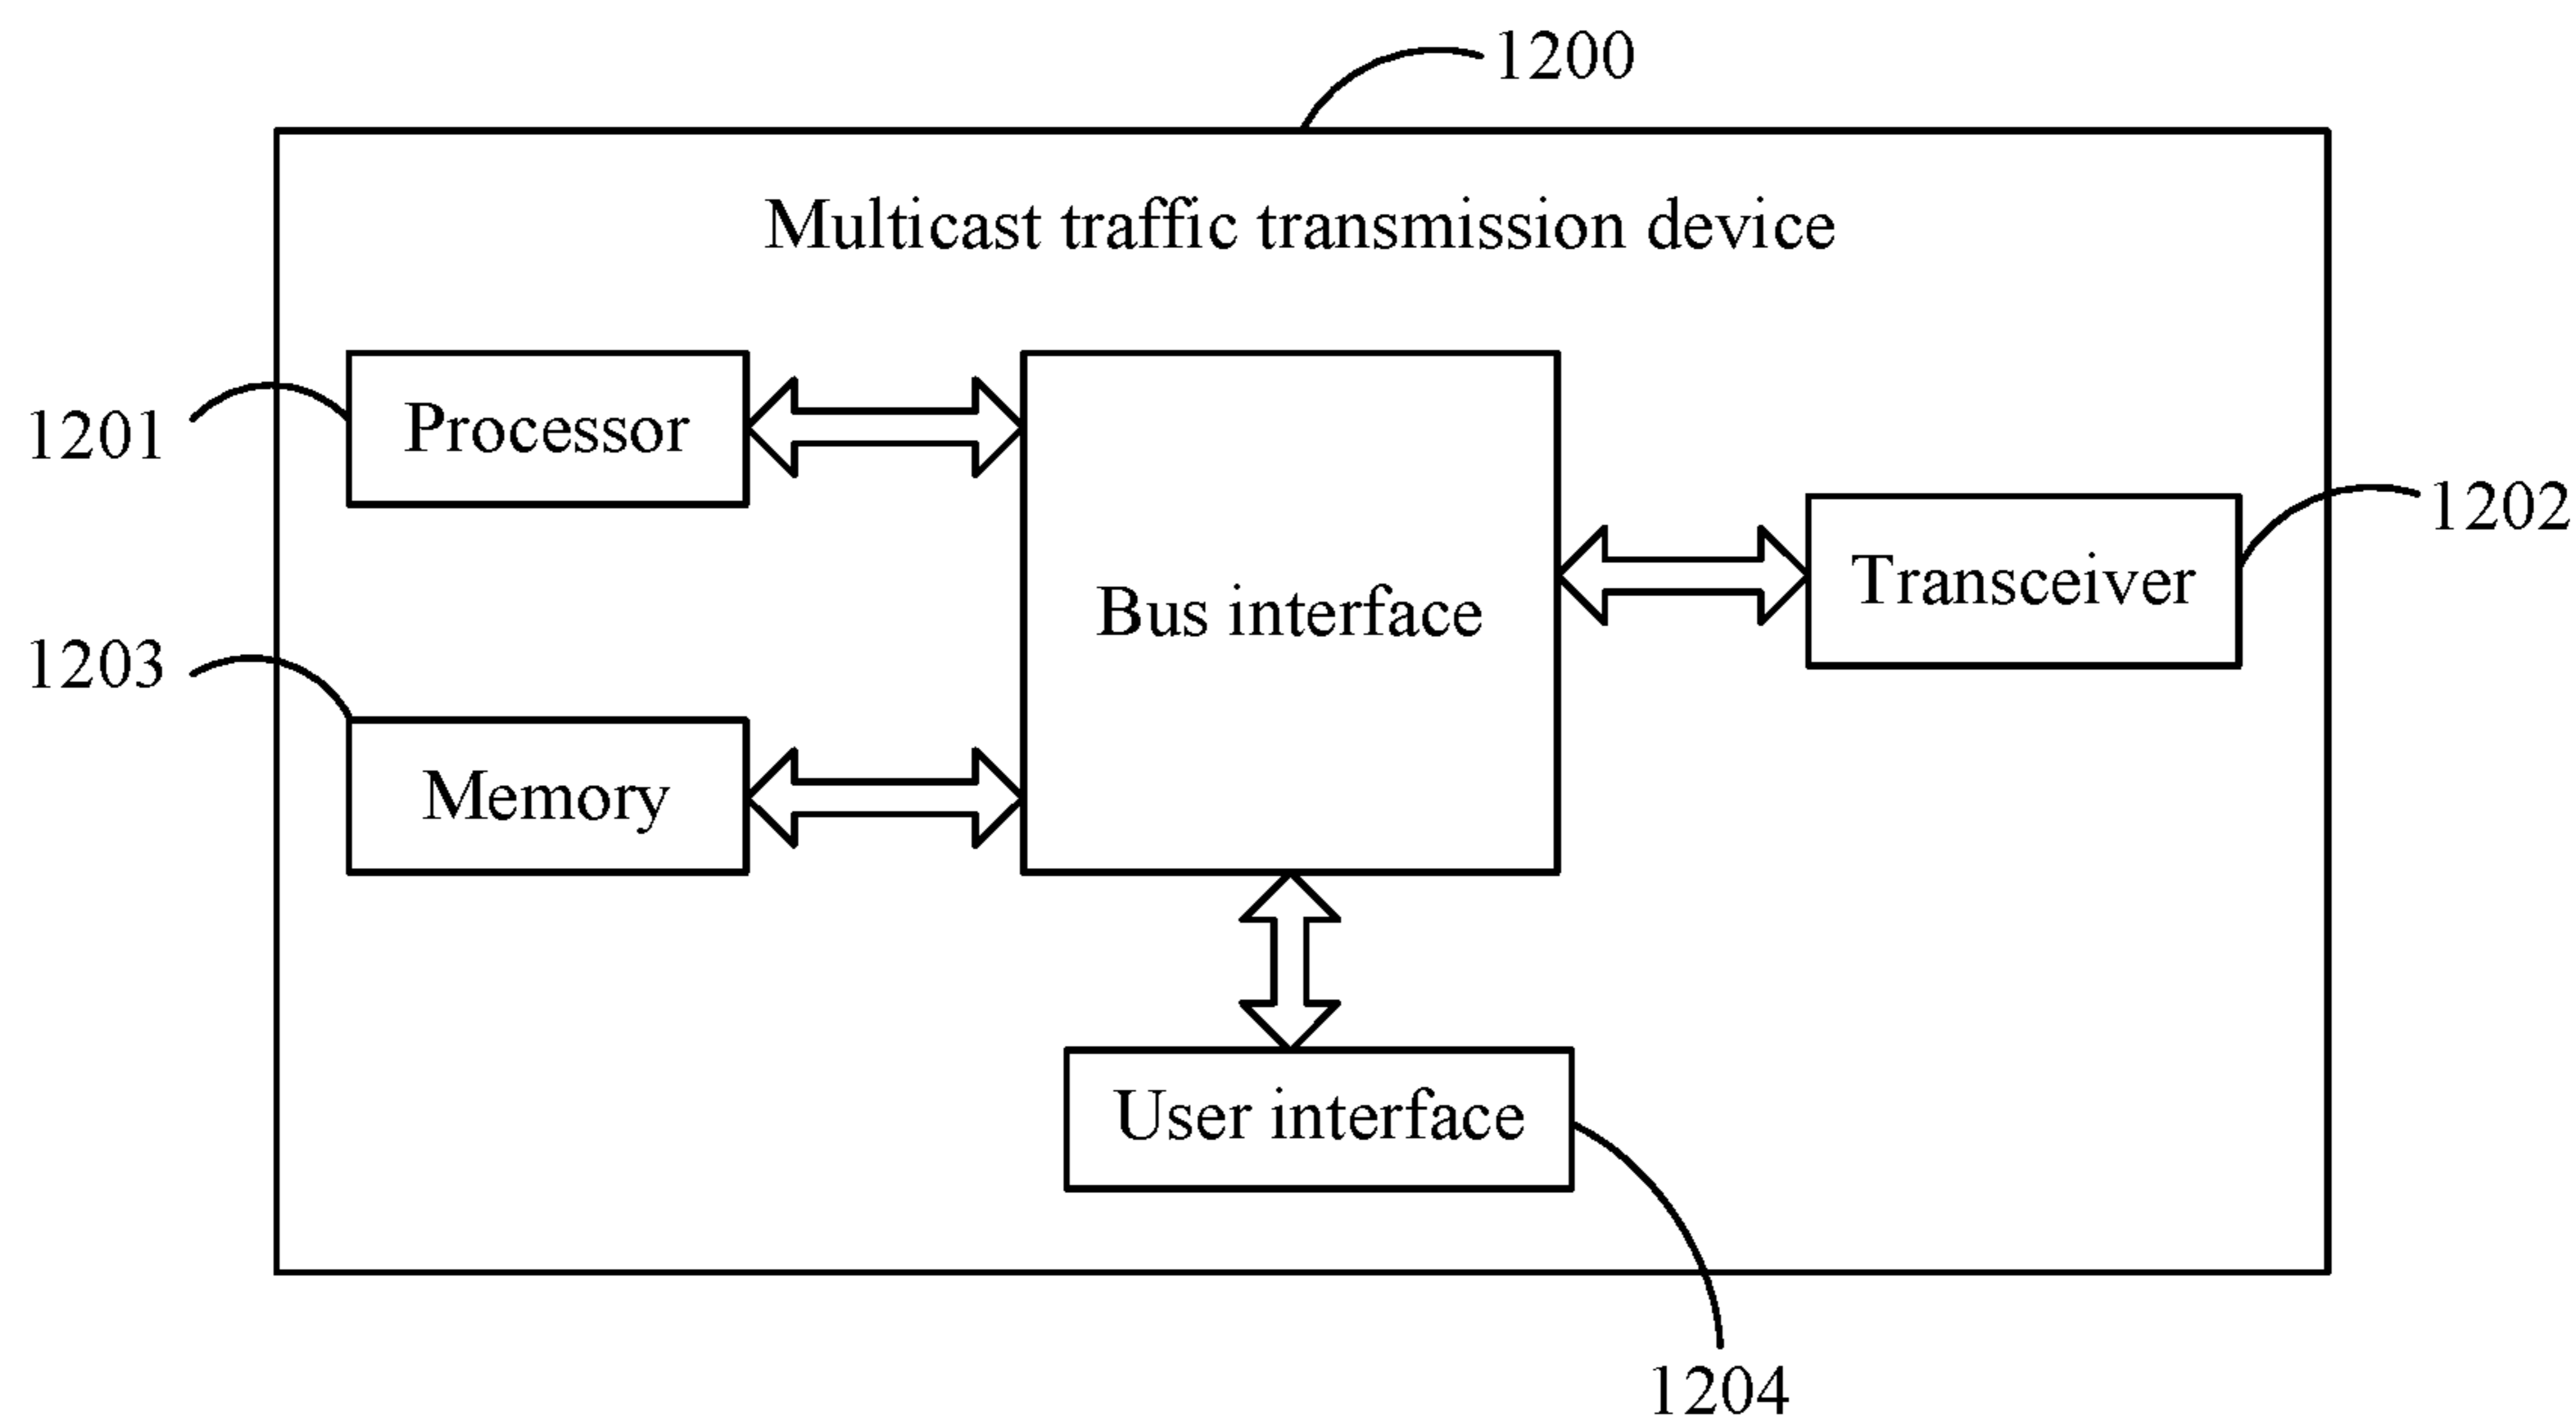 1200
Multicast traffic transmission device
1201
Processor
Bus interface
Transceiver
1202
1203
Memory
User interface
1204